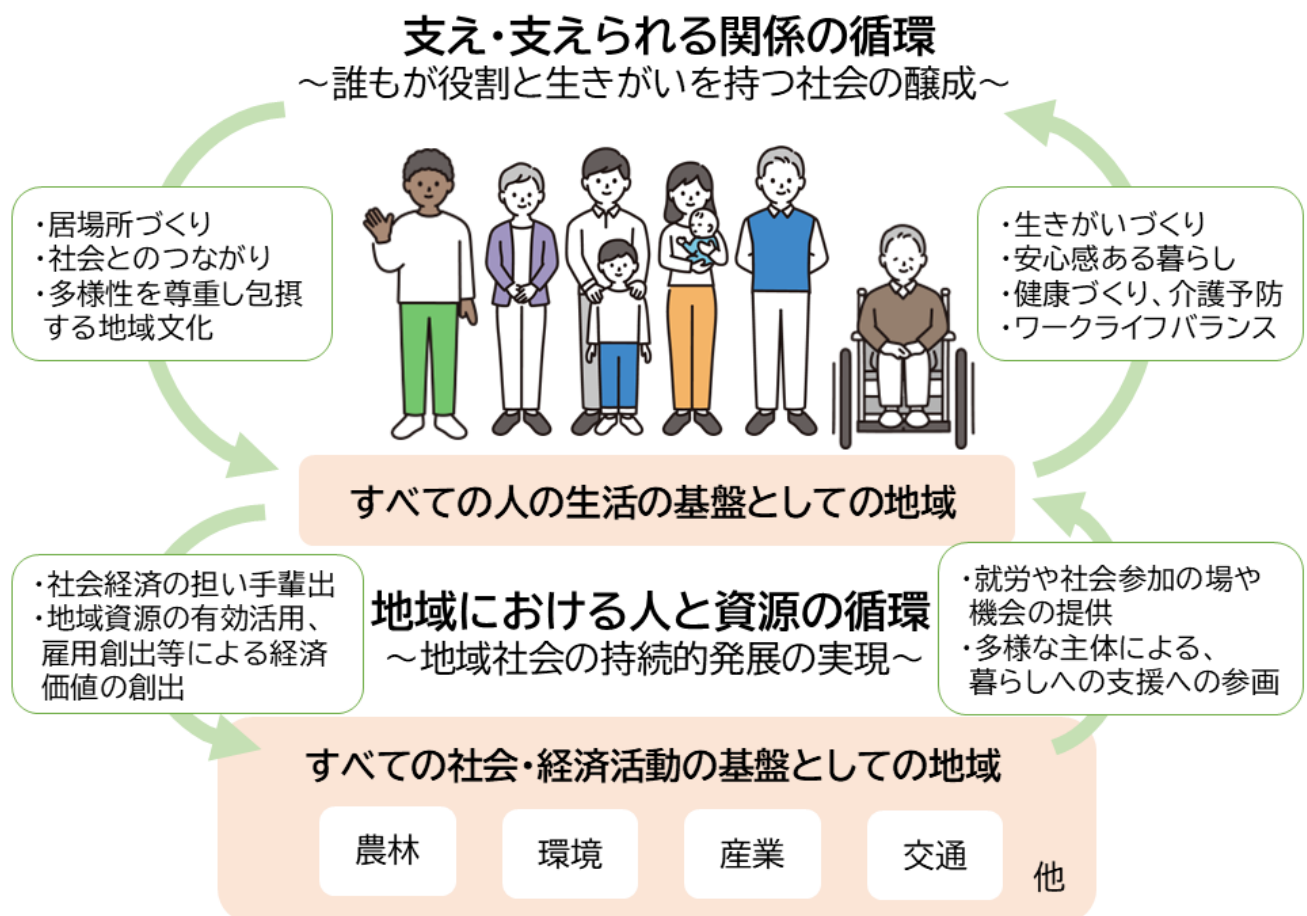 支え・支えられる関係の循環
～誰もが役割と生きがいを持つ社会の醸成～
・居場所づくり
・社会とのつながり
・多様性を尊重し包摂
する地域文化
・生きがいづくり
・安心感ある暮らし
・健康づくり、介護予防
・ワークライフバランス
すべての人の生活の基盤としての地域
・社会経済の担い手輩出
・地域資源の有効活用、
雇用創出等による経済
価値の創出
地域における人と資源の循環
～地域社会の持続的発展の実現～
・就労や社会参加の場や
機会の提供
・多様な主体による、
暮らしへの支援への参画
すべての社会・経済活動の基盤としての地域
農林
環境
産業
交通
他